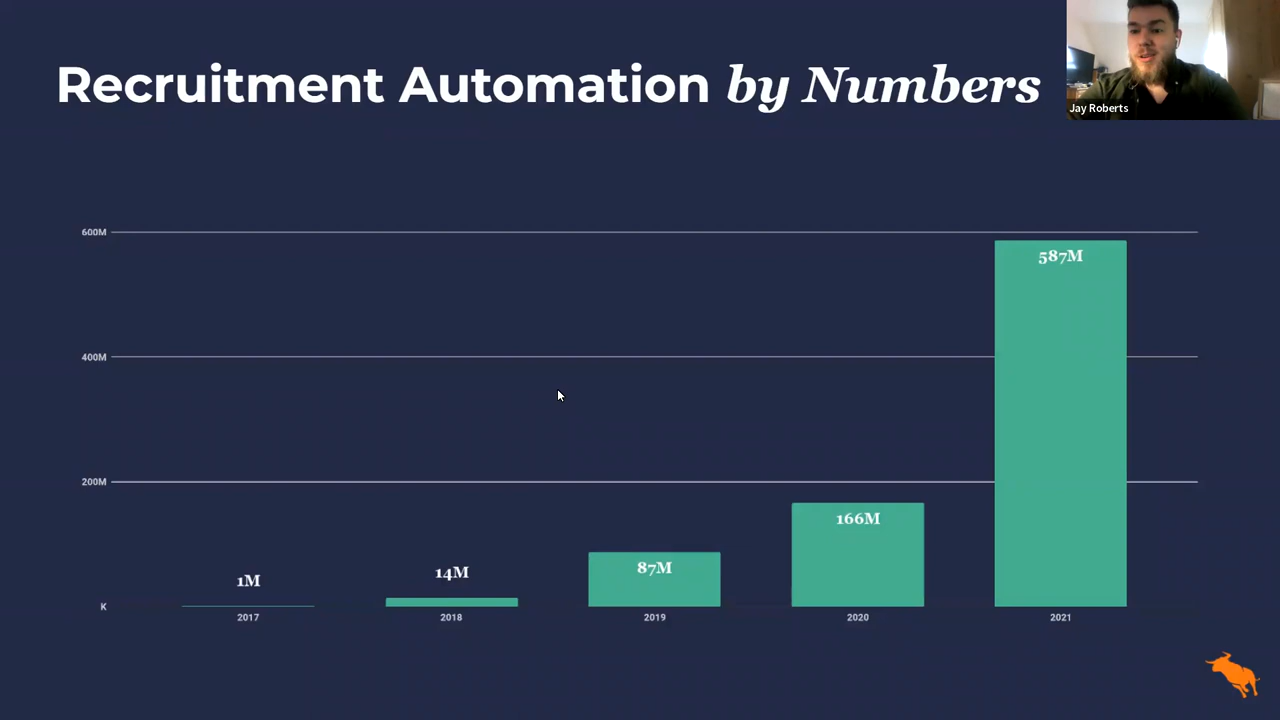 Recruitment Automation by Numbers
Jay Roberts
600M
587M
400M
200M
166M
87M
14M
1M
K
2017 2018 2019 2020 2021